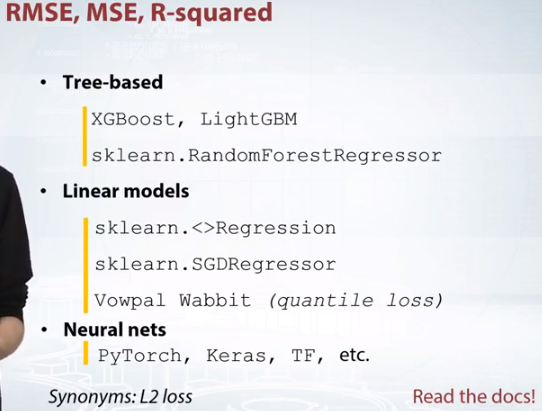 RMSE, MSE, R-squared
• Tree-based
XGBoost, LightGBM
sklearn.RandomForestRegressor
• Linear models
sklearn.<>Regression
sklearn.SGDRegressor
Vowpal Wabbit (quantile loss)
• Neural nets
PyTorch, Keras, TF, etc.
Synonyms: L2 loss
Read the docs!